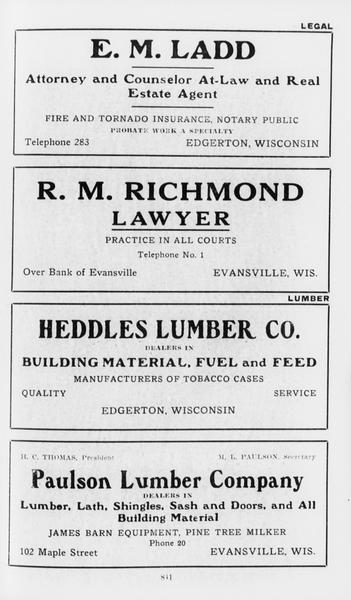 LEGAL
E. M. LADD
Attorney and Counselor At-Law and Real
Estate Agent
FIRE AND TORNADO INSURANCE, NOTARY PUBLIC
PROBATE WORK A SPECIALTY
Telephone 283 EDGERTON, WISCONSIN
R. M. RICHMOND
LAWYER
PRACTICE IN ALL COURTS
Telephone No. 1
Over Bank of Evansville EVANSVILLE, WIS.
LUMBER
HEDDLES LUMBER CO.
DEALERS IN
BUILDING MATERIAL, FUEL and FEED
MANUFACTURERS OF TOBACCO CASES
QUALITY SERVICE
EDGERTON, WISCONSIN
H. C. THOMAS, President M. L. PAULSON, Secretary
Paulson Lumber Company
DEALERS IN
Lumber, Lath, Shingles, Sash and Doors, and All
Building Material
JAMES BARN EQUIPMENT, PINE TREE MILKER
Phone 20
102 Maple Street EVANSVILLE, WIS.